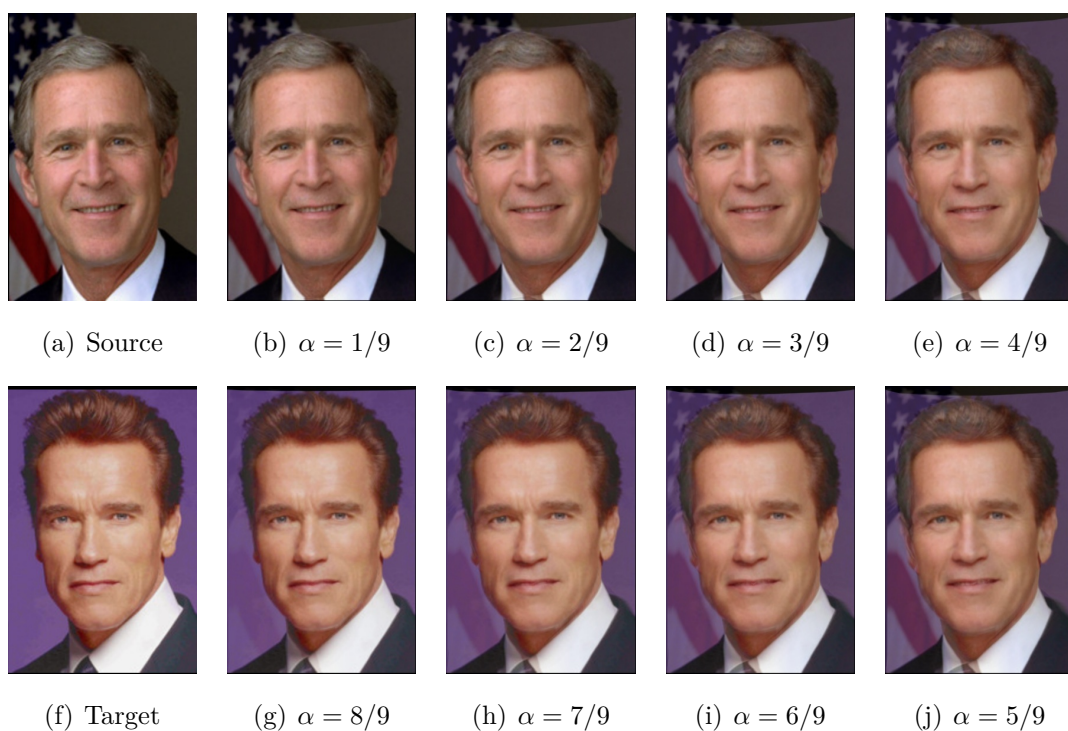 (a) Source
(b) α = 1/9
(c) α = 2/9
(d) α = 3/9
(e) α = 4/9
(f) Target
(g) α = 8/9
(h) α = 7/9
(i) α = 6/9
(j) α = 5/9